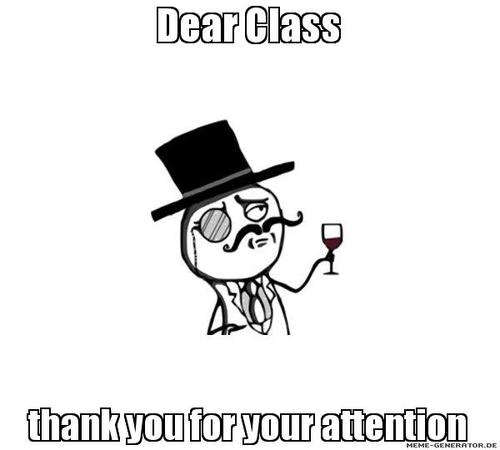 Dear Class
thank you for your attention
MEME-GENERATOR.DE